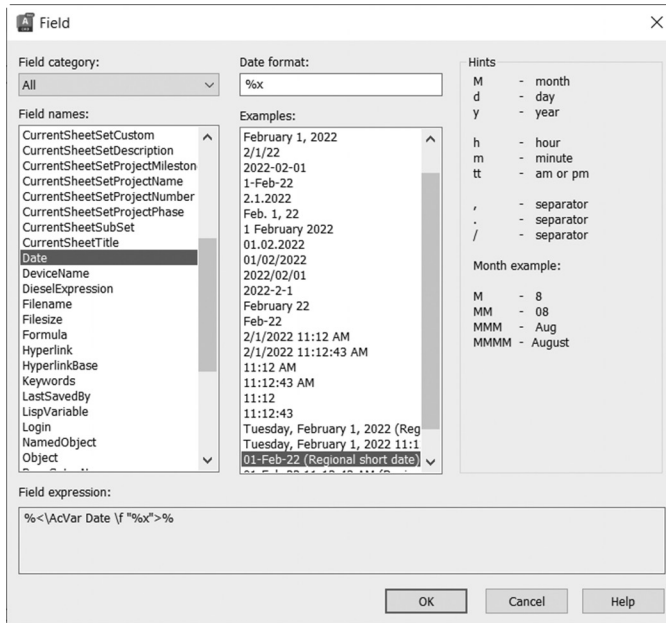 Field
Field category:
All
Field names:
CurrentSheetSetCustom
CurrentSheetSetDescription
CurrentSheetSetProjectMileston
CurrentSheetSetProjectName
CurrentSheetSetProjectNumber
CurrentSheetSetProjectPhase
CurrentSheetSubSet
CurrentSheetTitle
Date
DeviceName
DieselExpression
Filename
Filesize
Formula
Hyperlink
HyperlinkBase
Keywords
LastSavedBy
LispVariable
Login
NamedObject
Object
Date format:
%x
Examples:
February 1, 2022
2/1/22
2022-02-01
1-Feb-22
2.1.2022
Feb. 1, 22
1 February 2022
01.02.2022
01/02/2022
2022/02/01
2022-2-1
February 22
Feb-22
2/1/2022 11:12 AM
2/1/2022 11:12:43 AM
11:12 AM
11:12:43 AM
11:12
11:12:43
Tuesday, February 1, 2022 (Reg
Tuesday, February 1, 2022 11:1
01-Feb-22 (Regional short date)
Hints
M - month
d - day
y - year
h - hour
m - minute
tt - am or pm
, - separator
. - separator
/ - separator
Month example:
M - 8
MM - 08
MMM - Aug
MMMM - August
Field expression:
%<\AcVar Date \f "%x">%
OK Cancel Help